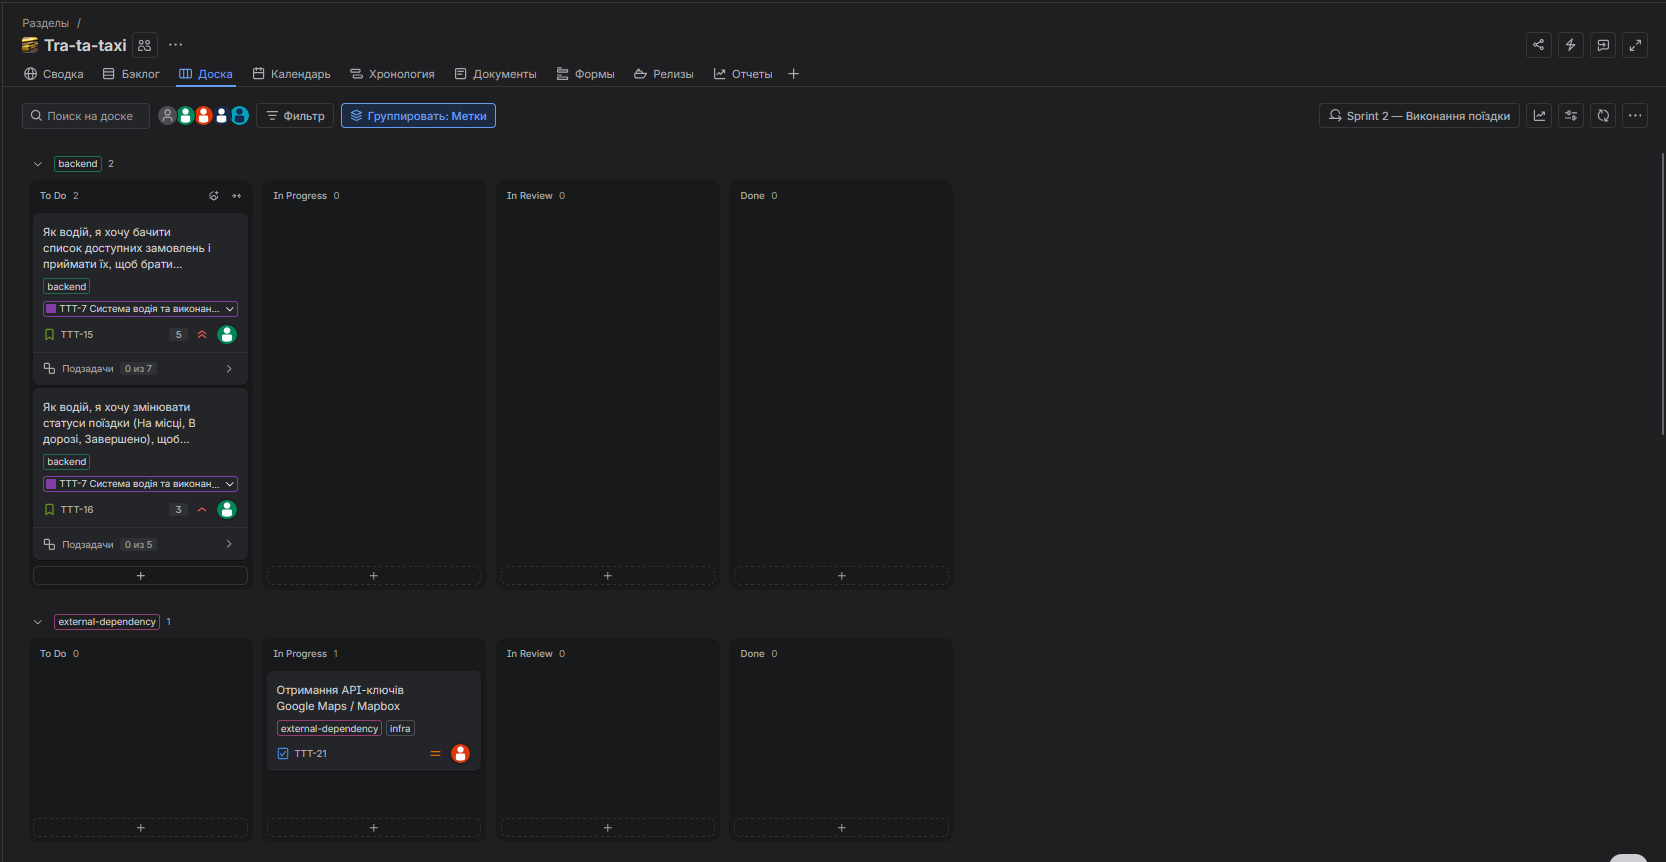 Разделы /
Tra-ta-taxi
Сводка Бэклог Доска Календарь Хронология Документы Формы Релизы Отчеты
Поиск на доске Фильтр Группировать: Метки Sprint 2 — Виконання поїздки
backend 2
To Do 2 In Progress 0 In Review 0 Done 0
Як водій, я хочу бачити
список доступних замовлень і
приймати їх, щоб брати...
backend
TTT-7 Система водія та виконан...
TTT-15 5
Подзадачи 0 из 7
Як водій, я хочу змінювати
статуси поїздки (На місці, В
дорозі, Завершено), щоб...
backend
TTT-7 Система водія та виконан...
TTT-16 3
Подзадачи 0 из 5
external-dependency 1
To Do 0 In Progress 1 In Review 0 Done 0
Отримання API-ключів
Google Maps / Mapbox
external-dependency infra
TTT-21